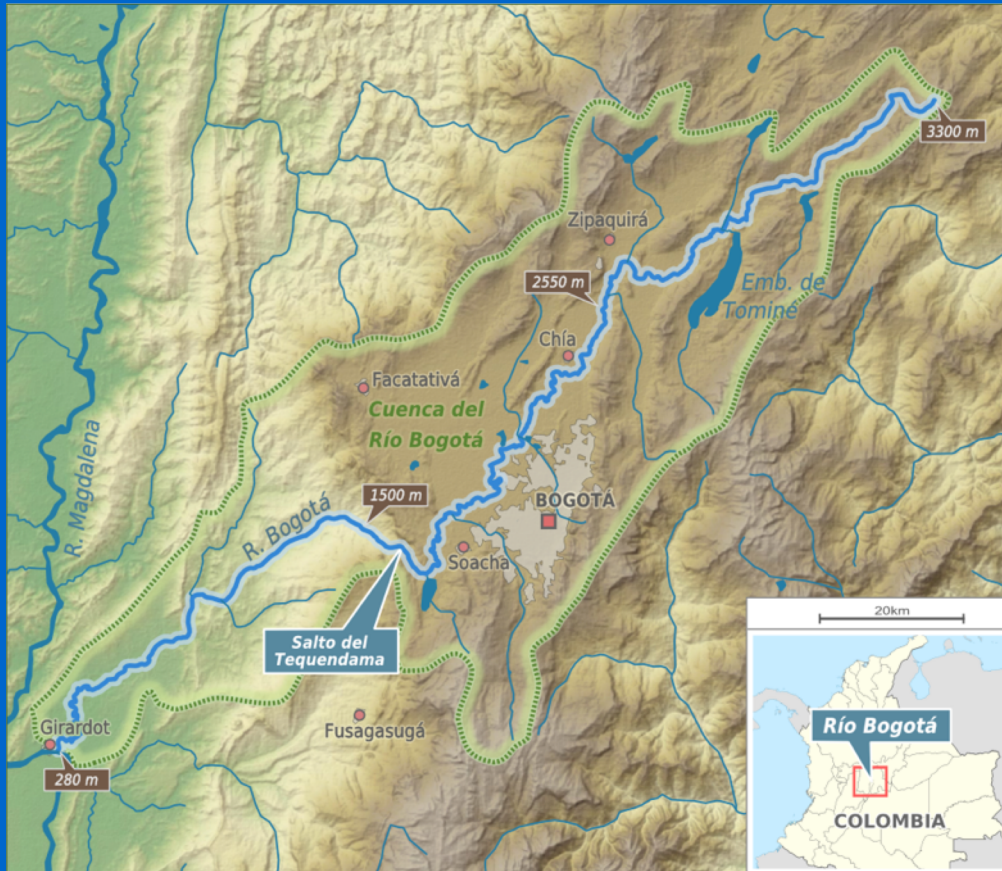 3300 m
Zipaquirá
2550 m
Emb. de
Tominé
Chía
Facatativá
Cuenca del
Río Bogotá
R. Magdalena
1500 m
BOGOTÁ
R. Bogotá
Soacha
Salto del
Tequendama
Fusagasugá
Girardot
280 m
20km
Río Bogotá
COLOMBIA